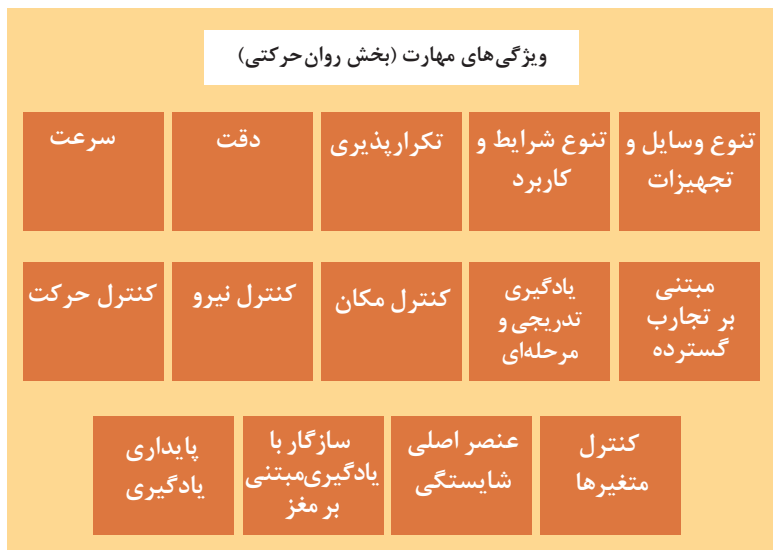 ویژگی‌های مهارت (بخش روان‌حرکتی)
تنوع وسایل و
تجهیزات
تنوع شرایط و
کاربرد
تکرارپذیری
دقت
سرعت
مبتنی
بر تجارب
گسترده
یادگیری
تدریجی و
مرحله‌ای
کنترل مکان
کنترل نیرو
کنترل حرکت
کنترل
متغیرها
عنصر اصلی
شایستگی
سازگار با
یادگیری‌مبتنی
بر مغز
پایداری
یادگیری